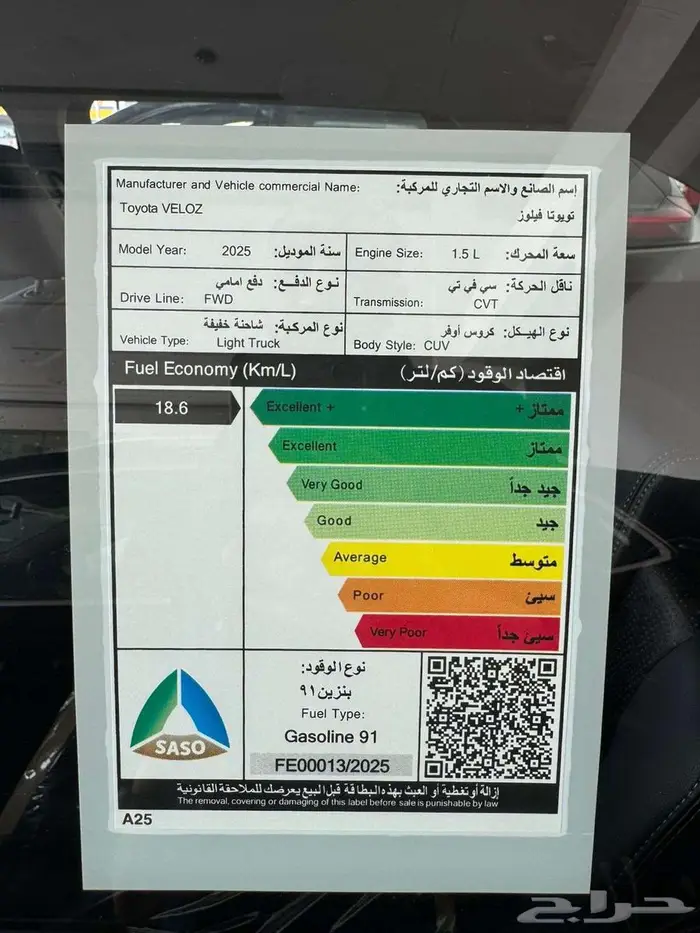 Manufacturer and Vehicle commercial Name: إسم الصانع والاسم التجاري للمركبة:
Toyota VELOZ تويوتا فيلوز
Model Year: 2025 سنة الموديل:
Engine Size: 1.5 L سعة المحرك:
نوع الدفـــع: دفع امامي
Drive Line: FWD
ناقل الحركة: سي في تي
Transmission: CVT
نوع المركبة: شاحنة خفيفة
Vehicle Type: Light Truck
نوع الهيـكل: كروس أوفر
Body Style: CUV
Fuel Economy (Km/L) اقتصاد الوقود (كم/لتر)
18.6
Excellent + ممتاز +
Excellent ممتاز
Very Good جيد جداً
Good جيد
Average متوسط
Poor سيئ
Very Poor سيئ جداً
SASO
نوع الوقود:
بنزين ٩١
Fuel Type:
Gasoline 91
FE00013/2025
إزالة أو تغطية أو العبث بهذه البطاقة قبل البيع يعرضك للملاحقة القانونية
The removal, covering or damaging of this label before sale is punishable by law
A25
حراج